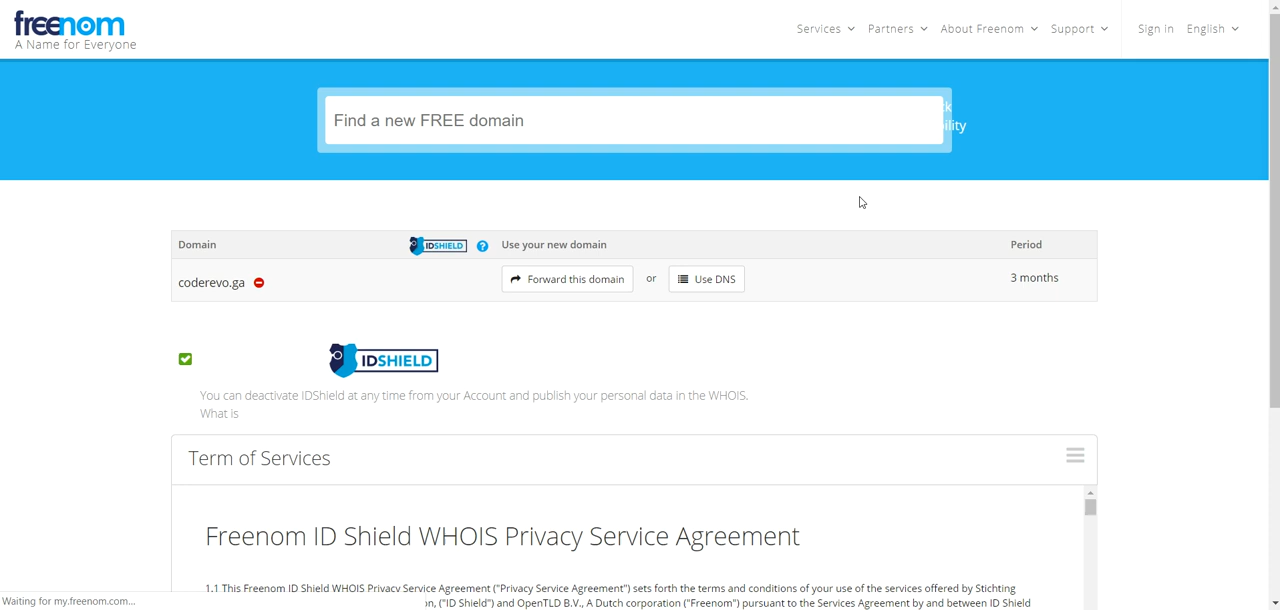 freenom
A Name for Everyone
Services Partners About Freenom Support Sign in English
Find a new FREE domain
Domain IDSHIELD ? Use your new domain Period
coderevo.ga Forward this domain or Use DNS 3 months
IDSHIELD
You can deactivate IDShield at any time from your Account and publish your personal data in the WHOIS.
What is
Term of Services
Freenom ID Shield WHOIS Privacy Service Agreement
1.1 This Freenom ID Shield WHOIS Privacy Service Agreement ("Privacy Service Agreement") sets forth the terms and conditions of your use of the services offered by Stichting
("ID Shield") and OpenTLD B.V., A Dutch corporation ("Freenom") pursuant to the Services Agreement by and between ID Shield
Waiting for my.freenom.com...